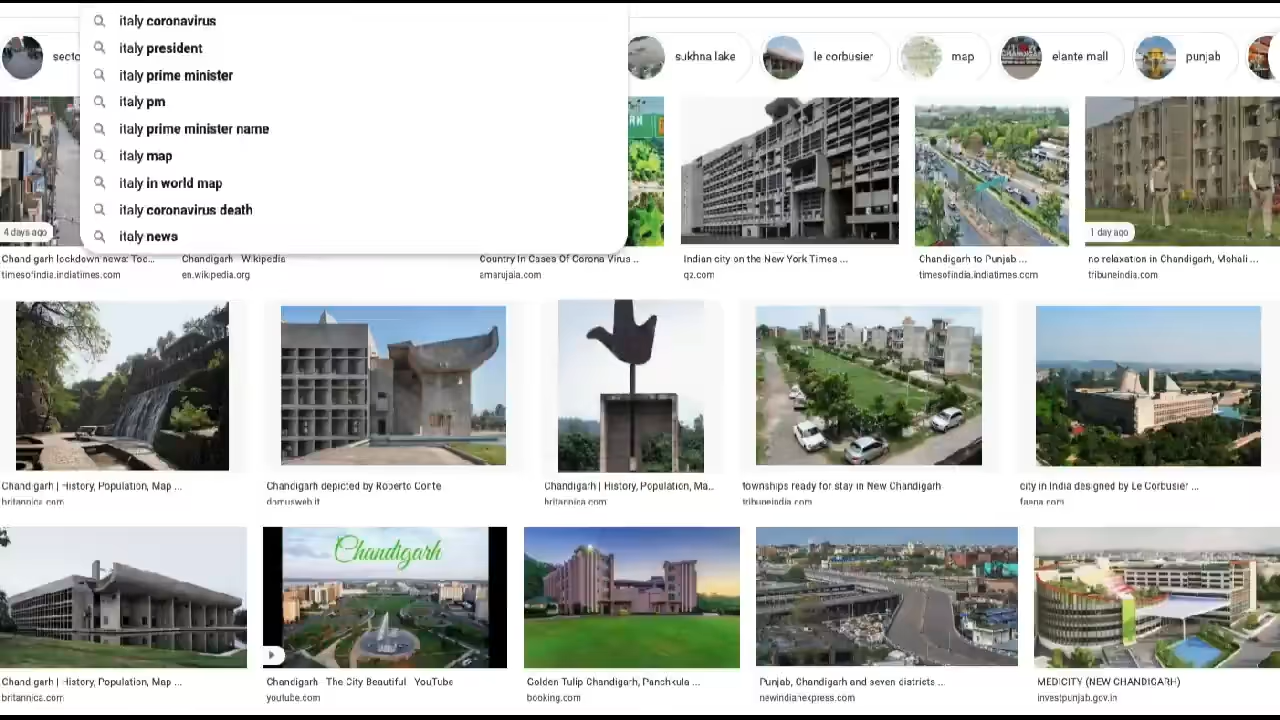 italy coronavirus
italy president
italy prime minister
italy pm
italy prime minister name
italy map
italy in world map
italy coronavirus death
italy news
secto
sukhna lake
le corbusier
map
elante mall
punjab
4 days ago
1 day ago
Chandigarh lockdown news: Toc...
Chandigarh - Wikipedia
Country In Cases Of Corona Virus ...
Indian city on the New York Times ...
Chandigarh to Punjab ...
no relaxation in Chandigarh, Mohali ...
timesofindia.indiatimes.com
en.wikipedia.org
amarujala.com
qz.com
timesofindia.indiatimes.com
tribuneindia.com
Chandigarh | History, Population, Map ...
Chandigarh depicted by Roberto Conte
Chandigarh | History, Population, Ma...
townships ready for stay in New Chandigarh
city in India designed by Le Corbusier ...
britannica.com
domusweb.it
britannica.com
tribuneindia.com
faena.com
Chandigarh
Chandigarh | History, Population, Map ...
Chandigarh - The City Beautiful - YouTube
Golden Tulip Chandigarh, Panchkula ...
Punjab, Chandigarh and seven districts ...
MEDICITY (NEW CHANDIGARH)
britannica.com
youtube.com
booking.com
newindianexpress.com
investpunjab.gov.in